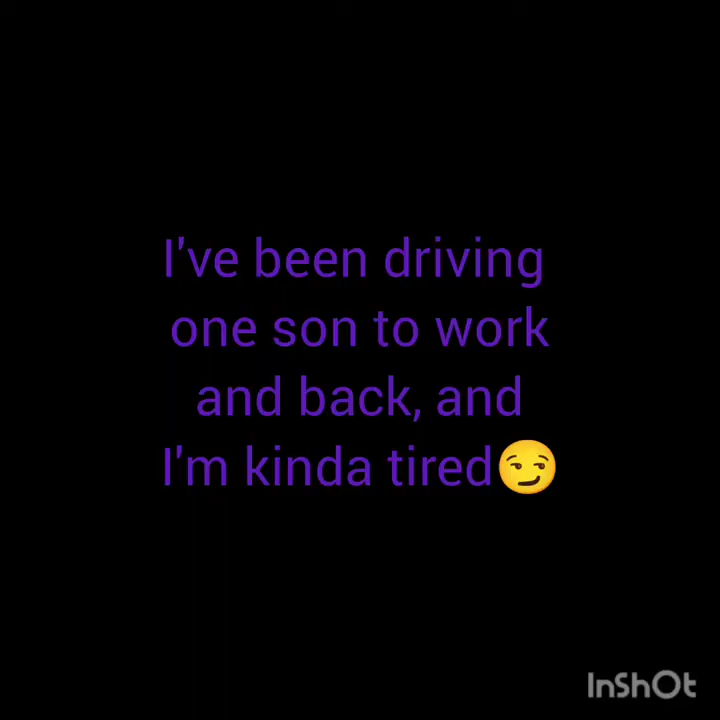 I've been driving
one son to work
and back, and
I'm kinda tired😏
InShOt